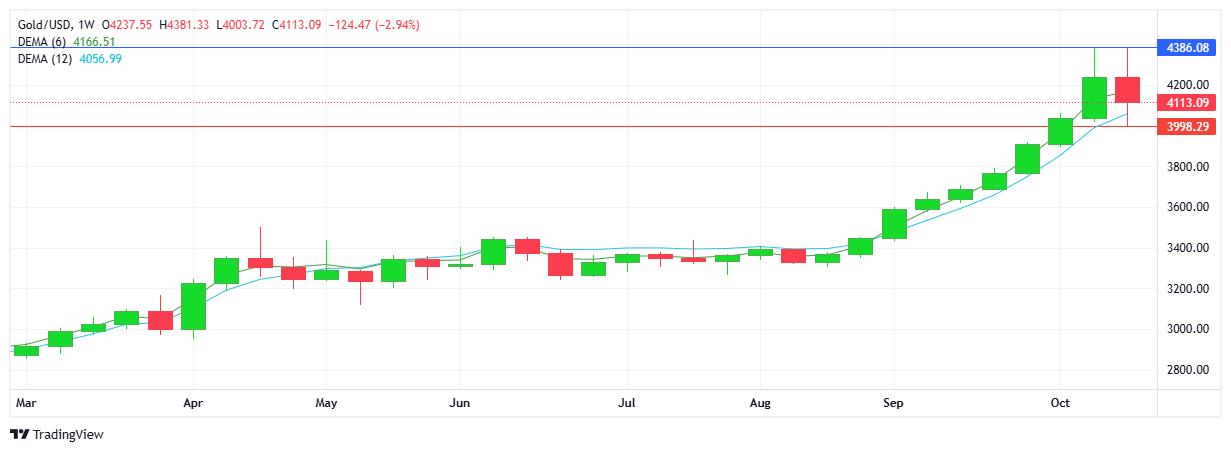 Gold/USD, 1W O4237.55 H4381.33 L4003.72 C4113.09 −124.47 (−2.94%)
DEMA (6) 4166.51
DEMA (12) 4056.99
4386.08
4200.00
4113.09
3998.29
3800.00
3600.00
3400.00
3200.00
3000.00
2800.00
Mar Apr May Jun Jul Aug Sep Oct
TradingView